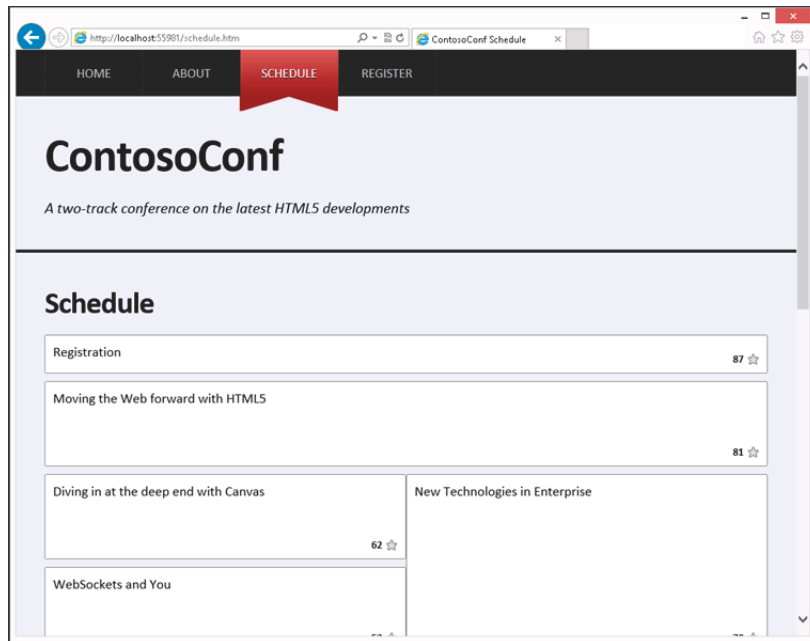 http://localhost:55981/schedule.htm
ContosoConf Schedule
HOME ABOUT SCHEDULE REGISTER
ContosoConf
A two-track conference on the latest HTML5 developments
Schedule
Registration
87
Moving the Web forward with HTML5
81
Diving in at the deep end with Canvas
62
New Technologies in Enterprise
WebSockets and You